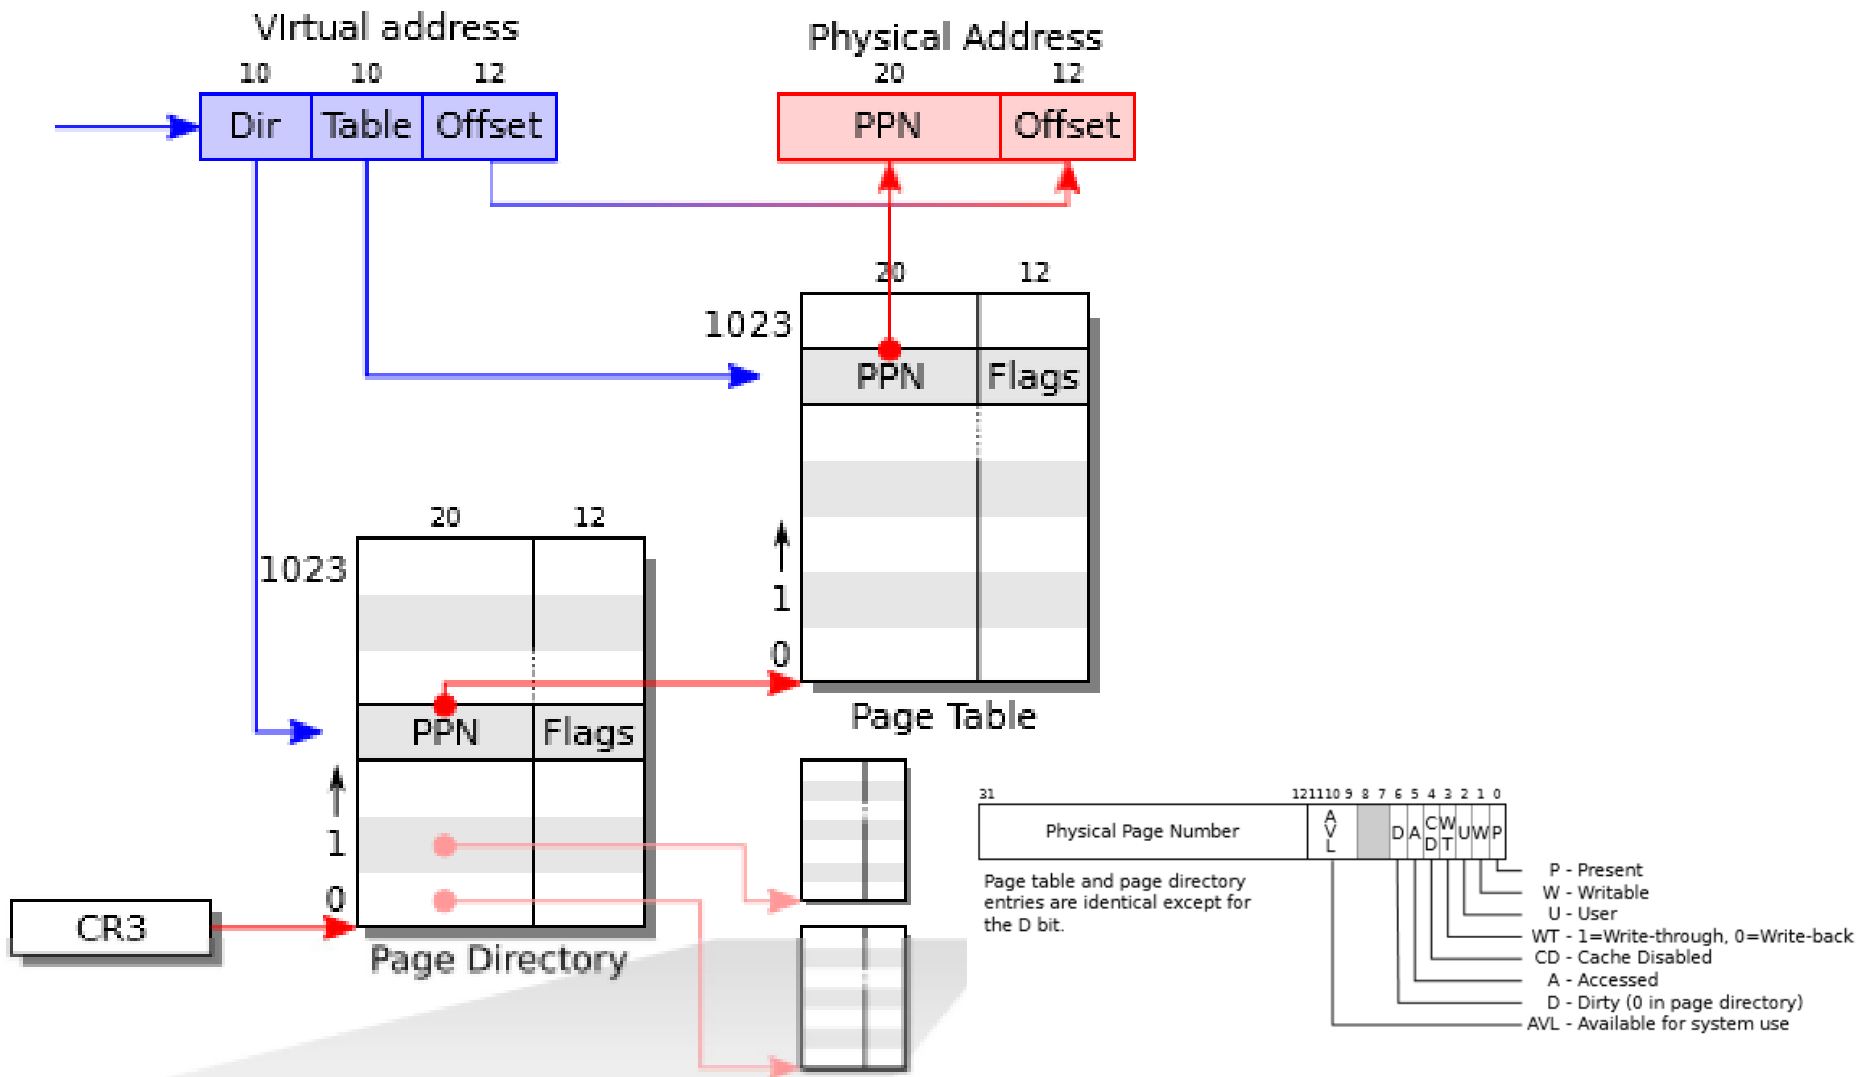 VIrtual address
10 10 12
Dir Table Offset
Physical Address
20 12
PPN Offset
20 12
1023
PPN Flags
1
0
Page Table
20 12
1023
PPN Flags
1
0
CR3
Page Directory
31 12 11 10 9 8 7 6 5 4 3 2 1 0
Physical Page Number AVL D A CD WT U W P
Page table and page directory
entries are identical except for
the D bit.
P - Present
W - Writable
U - User
WT - 1=Write-through, 0=Write-back
CD - Cache Disabled
A - Accessed
D - Dirty (0 in page directory)
AVL - Available for system use